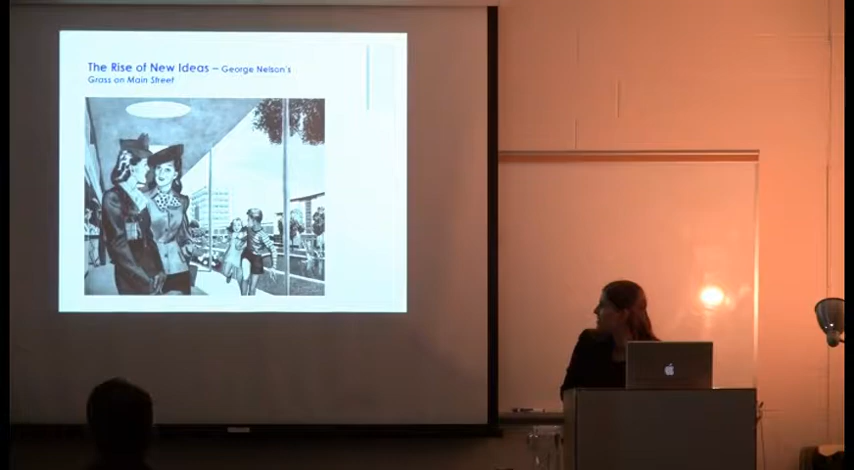 The Rise of New Ideas – George Nelson's
Grass on Main Street